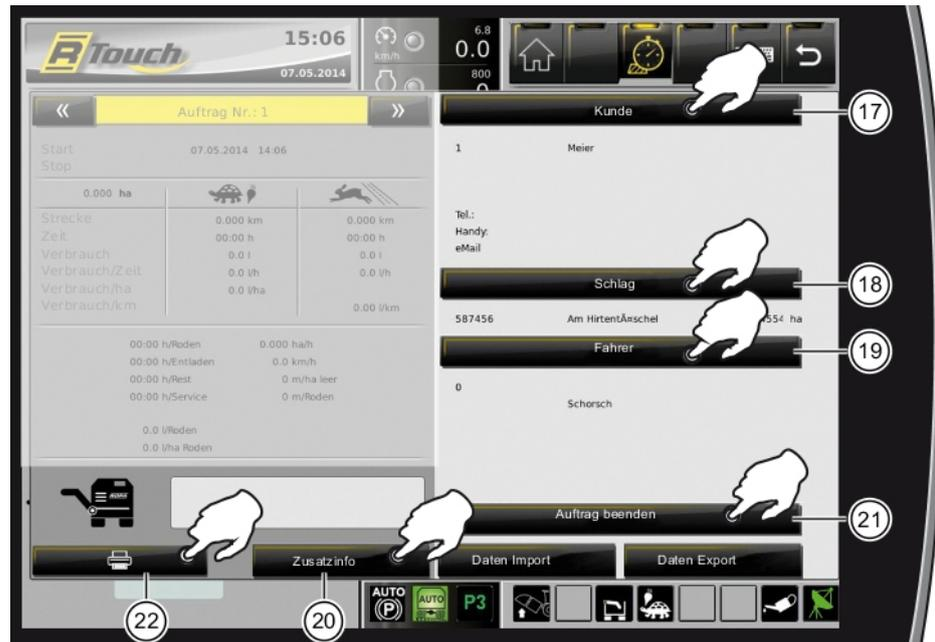 R Touch
15:06
07.05.2014
km/h
6.8
0.0
800
«
Auftrag Nr.: 1
»
Start 07.05.2014 14:06
Stop
0.000 ha
Strecke 0.000 km 0.000 km
Zeit 00:00 h 00:00 h
Verbrauch 0.0 l 0.0 l
Verbrauch/Zeit 0.0 l/h 0.0 l/h
Verbrauch/ha 0.0 l/ha
Verbrauch/km 0.00 l/km
00:00 h/Roden 0.000 ha/h
00:00 h/Entladen 0.0 km/h
00:00 h/Rest 0 m/ha leer
00:00 h/Service 0 m/Roden
0.0 l/Roden
0.0 l/ha Roden
Kunde
17
1 Meier
Tel.:
Handy:
eMail
Schlag
18
587456 Am HirtentÃ¤schel 554 ha
Fahrer
19
0
Schorsch
Auftrag beenden
21
Zusatzinfo
Daten Import
Daten Export
22
20
AUTO
P
AUTO
P3